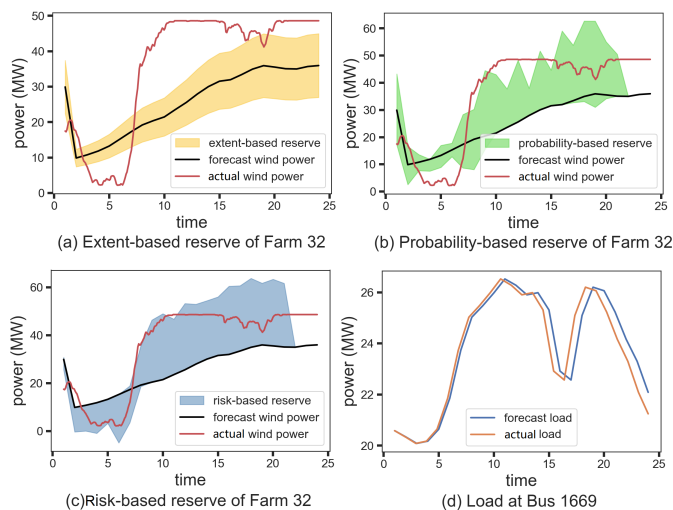 50
40
30
20
10
0
power (MW)
extent-based reserve
forecast wind power
actual wind power
0 5 10 15 20 25
time
(a) Extent-based reserve of Farm 32
60
50
40
30
20
10
0
power (MW)
probability-based reserve
forecast wind power
actual wind power
0 5 10 15 20 25
time
(b) Probability-based reserve of Farm 32
60
40
20
0
power (MW)
risk-based reserve
forecast wind power
actual wind power
0 5 10 15 20 25
time
(c)Risk-based reserve of Farm 32
26
24
22
20
power (MW)
forecast load
actual load
0 5 10 15 20 25
time
(d) Load at Bus 1669